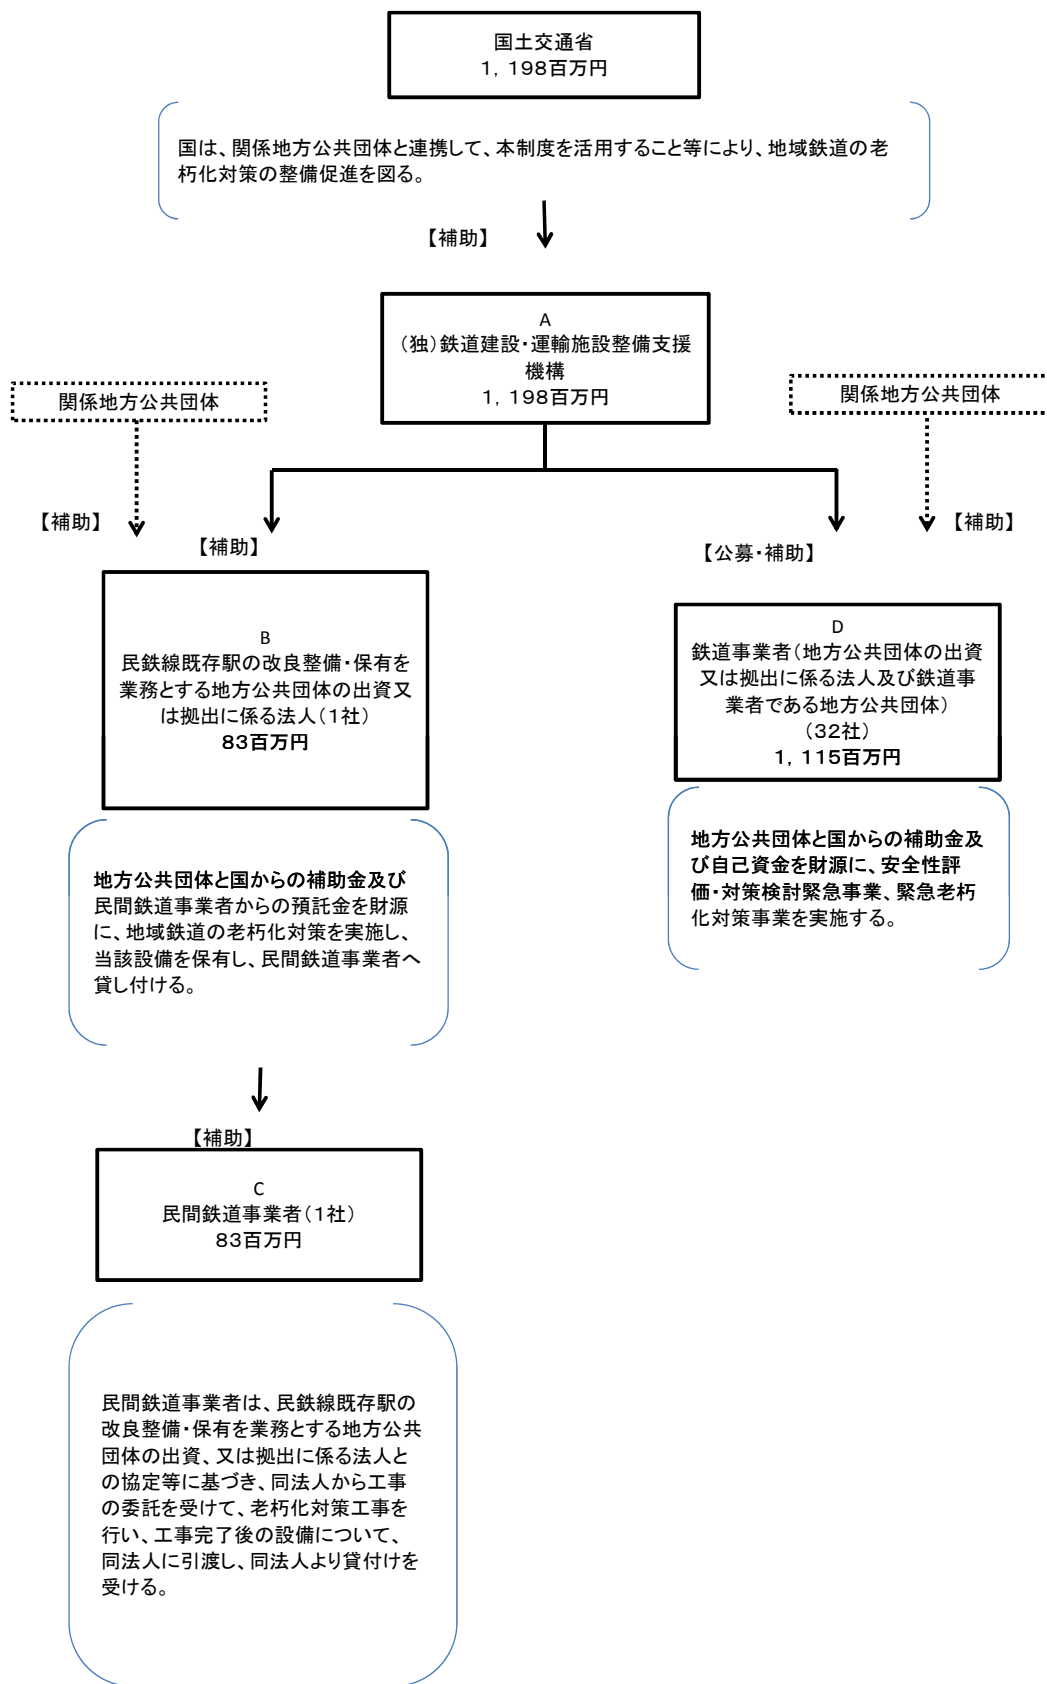 国土交通省
1，198百万円
国は、関係地方公共団体と連携して、本制度を活用すること等により、地域鉄道の老
朽化対策の整備促進を図る。
【補助】
A
（独）鉄道建設・運輸施設整備支援
機構
1，198百万円
関係地方公共団体
関係地方公共団体
【補助】
【補助】
【補助】
【公募・補助】
B
民鉄線既存駅の改良整備・保有を
業務とする地方公共団体の出資又
は拠出に係る法人（1社）
83百万円
D
鉄道事業者（地方公共団体の出資
又は拠出に係る法人及び鉄道事
業者である地方公共団体）
（32社）
1，115百万円
地方公共団体と国からの補助金及び
民間鉄道事業者からの預託金を財源
に、地域鉄道の老朽化対策を実施し、
当該設備を保有し、民間鉄道事業者へ
貸し付ける。
地方公共団体と国からの補助金及
び自己資金を財源に、安全性評
価・対策検討緊急事業、緊急老朽
化対策事業を実施する。
【補助】
C
民間鉄道事業者（1社）
83百万円
民間鉄道事業者は、民鉄線既存駅の
改良整備・保有を業務とする地方公共
団体の出資、又は拠出に係る法人と
の協定等に基づき、同法人から工事
の委託を受けて、老朽化対策工事を
行い、工事完了後の設備について、
同法人に引渡し、同法人より貸付けを
受ける。